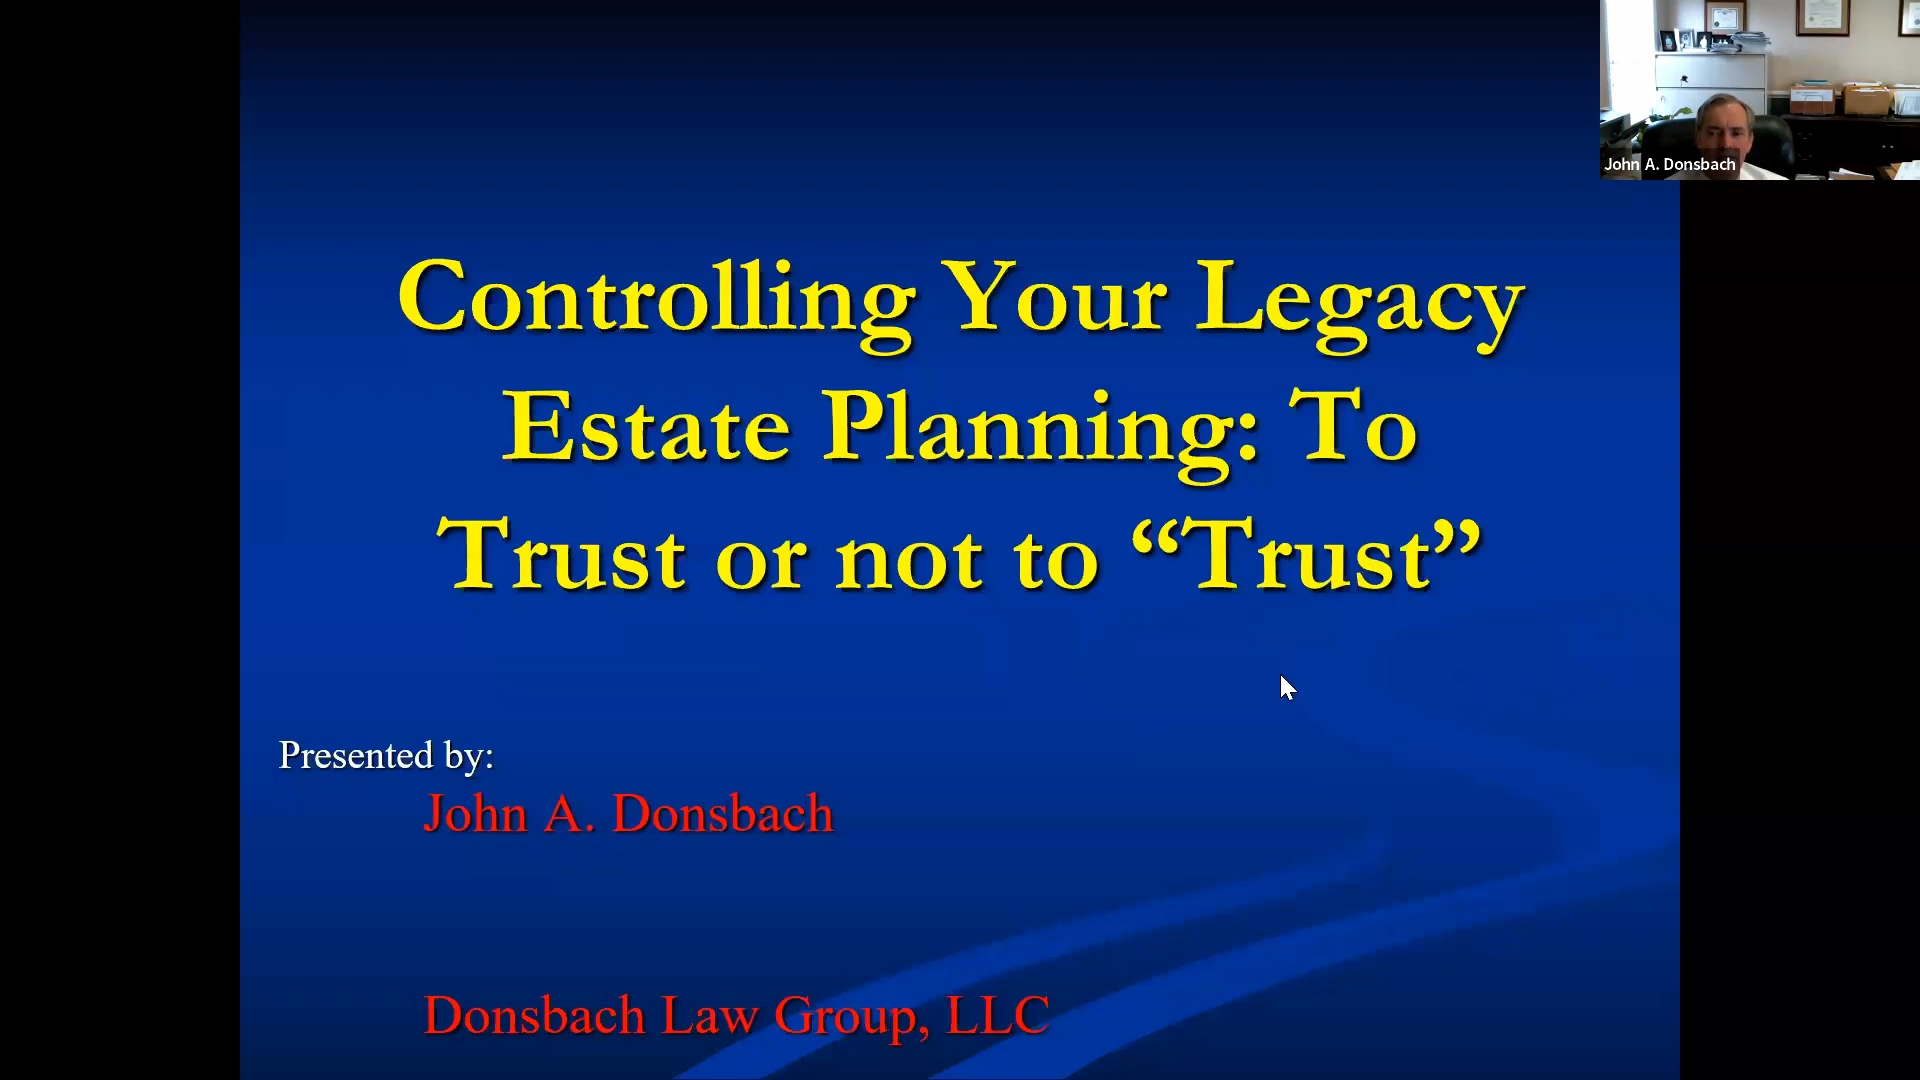 John A. Donsbach
Controlling Your Legacy
Estate Planning: To
Trust or not to “Trust”
Presented by:
John A. Donsbach
Donsbach Law Group, LLC